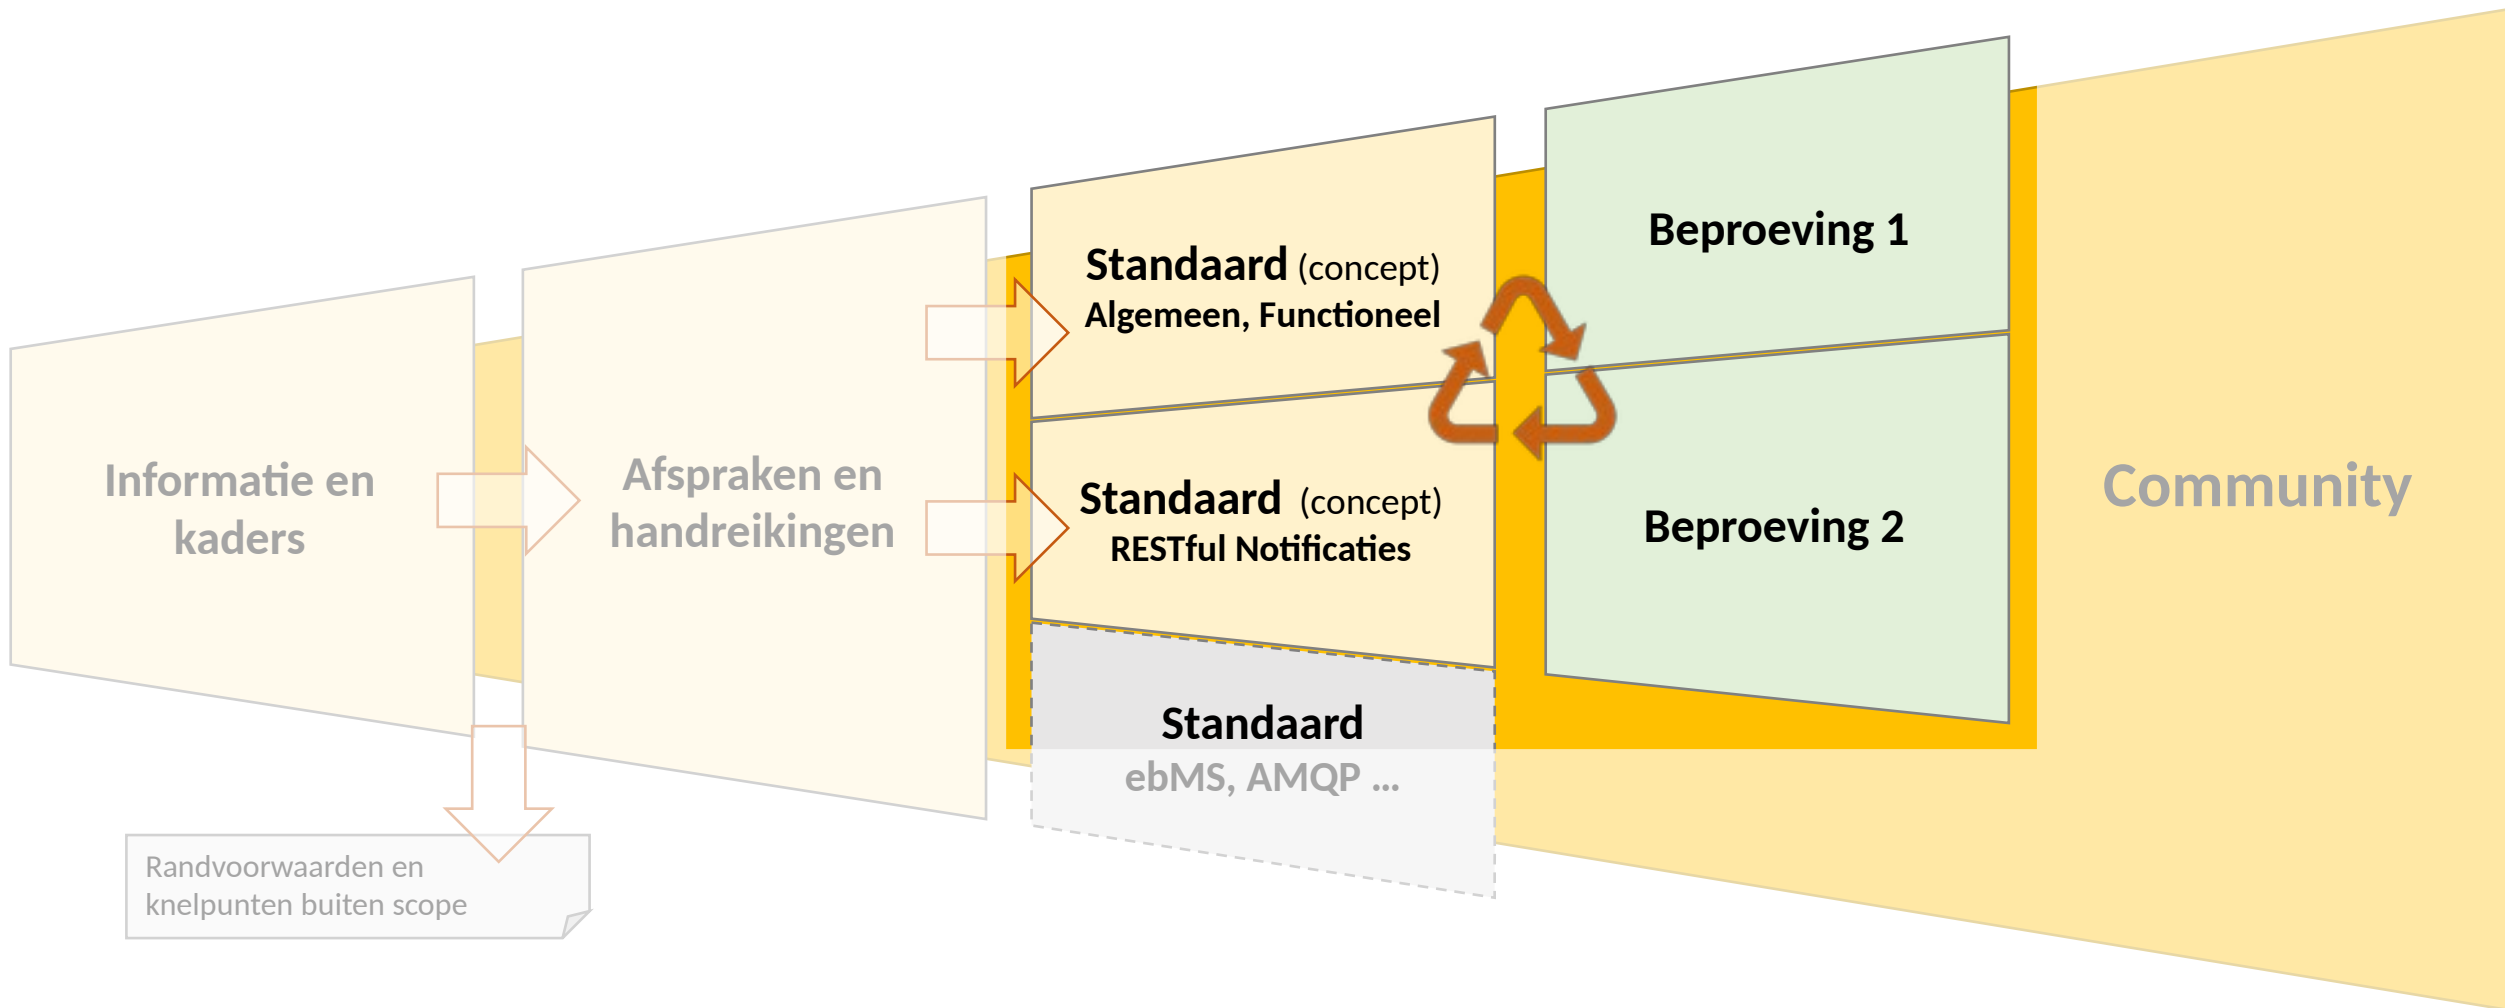 Informatie en
kaders
Afspraken en
handreikingen
Standaard (concept)
Algemeen, Functioneel
Standaard (concept)
RESTful Notificaties
Standaard
ebMS, AMQP ...
Beproeving 1
Beproeving 2
Community
Randvoorwaarden en
knelpunten buiten scope